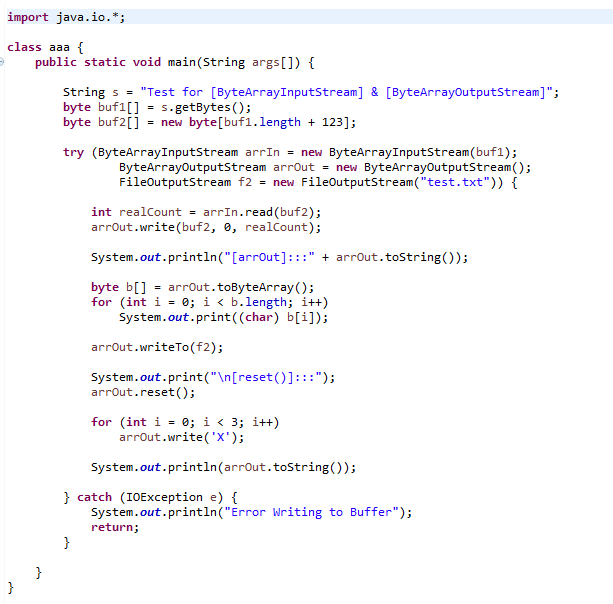 import java.io.*;
class aaa {
public static void main(String args[]) {
String s = "Test for [ByteArrayInputStream] & [ByteArrayOutputStream]";
byte buf1[] = s.getBytes();
byte buf2[] = new byte[buf1.length + 123];
try (ByteArrayInputStream arrIn = new ByteArrayInputStream(buf1);
ByteArrayOutputStream arrOut = new ByteArrayOutputStream();
FileOutputStream f2 = new FileOutputStream("test.txt")) {
int realCount = arrIn.read(buf2);
arrOut.write(buf2, 0, realCount);
System.out.println("[arrOut]:::" + arrOut.toString());
byte b[] = arrOut.toByteArray();
for (int i = 0; i < b.length; i++)
System.out.print((char) b[i]);
arrOut.writeTo(f2);
System.out.print("\n[reset()]:::");
arrOut.reset();
for (int i = 0; i < 3; i++)
arrOut.write('X');
System.out.println(arrOut.toString());
} catch (IOException e) {
System.out.println("Error Writing to Buffer");
return;
}
}
}